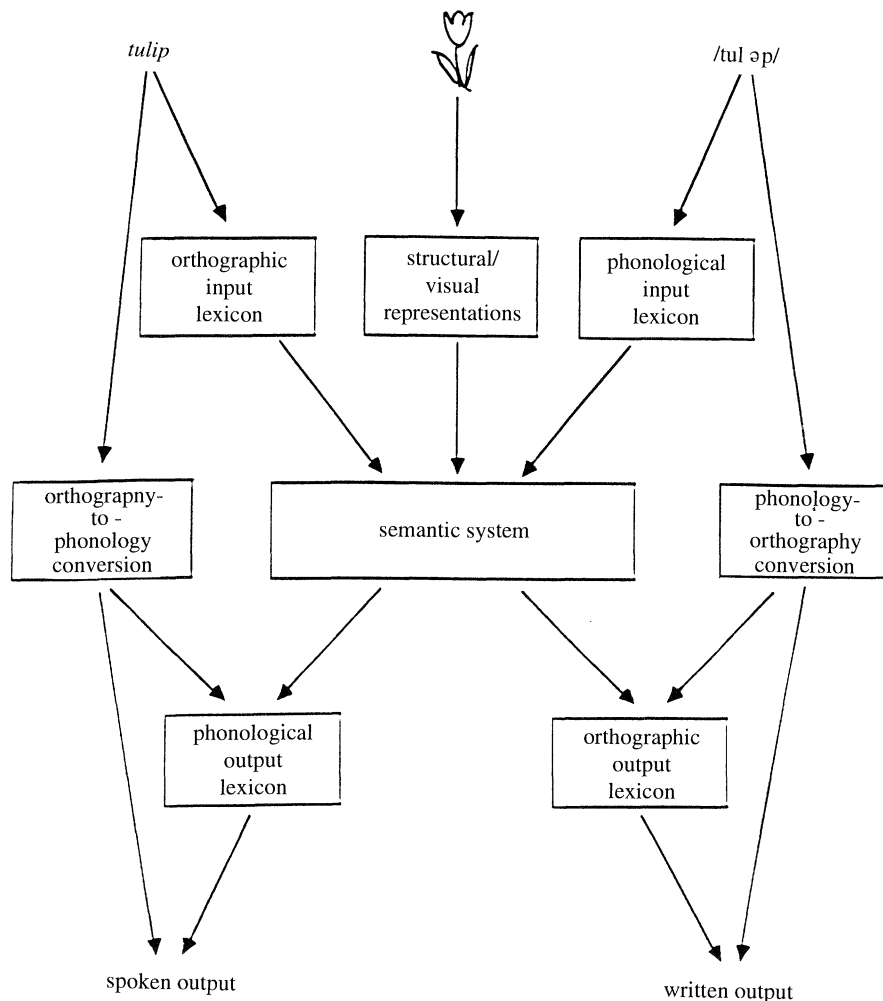 tulip
/tul əp/
orthographic
input
lexicon
structural/
visual
representations
phonological
input
lexicon
orthograpny-
to -
phonology
conversion
semantic system
phonology-
to -
orthography
conversion
phonological
output
lexicon
orthographic
output
lexicon
spoken output
written output